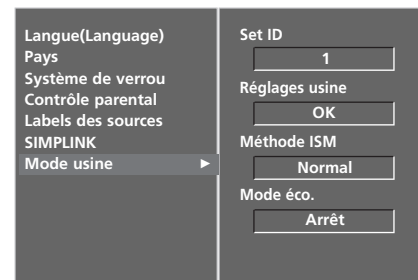 Langue(Language)
Pays
Système de verrou
Contrôle parental
Labels des sources
SIMPLINK
Mode usine ►
Set ID
1
Réglages usine
OK
Méthode ISM
Normal
Mode éco.
Arrêt